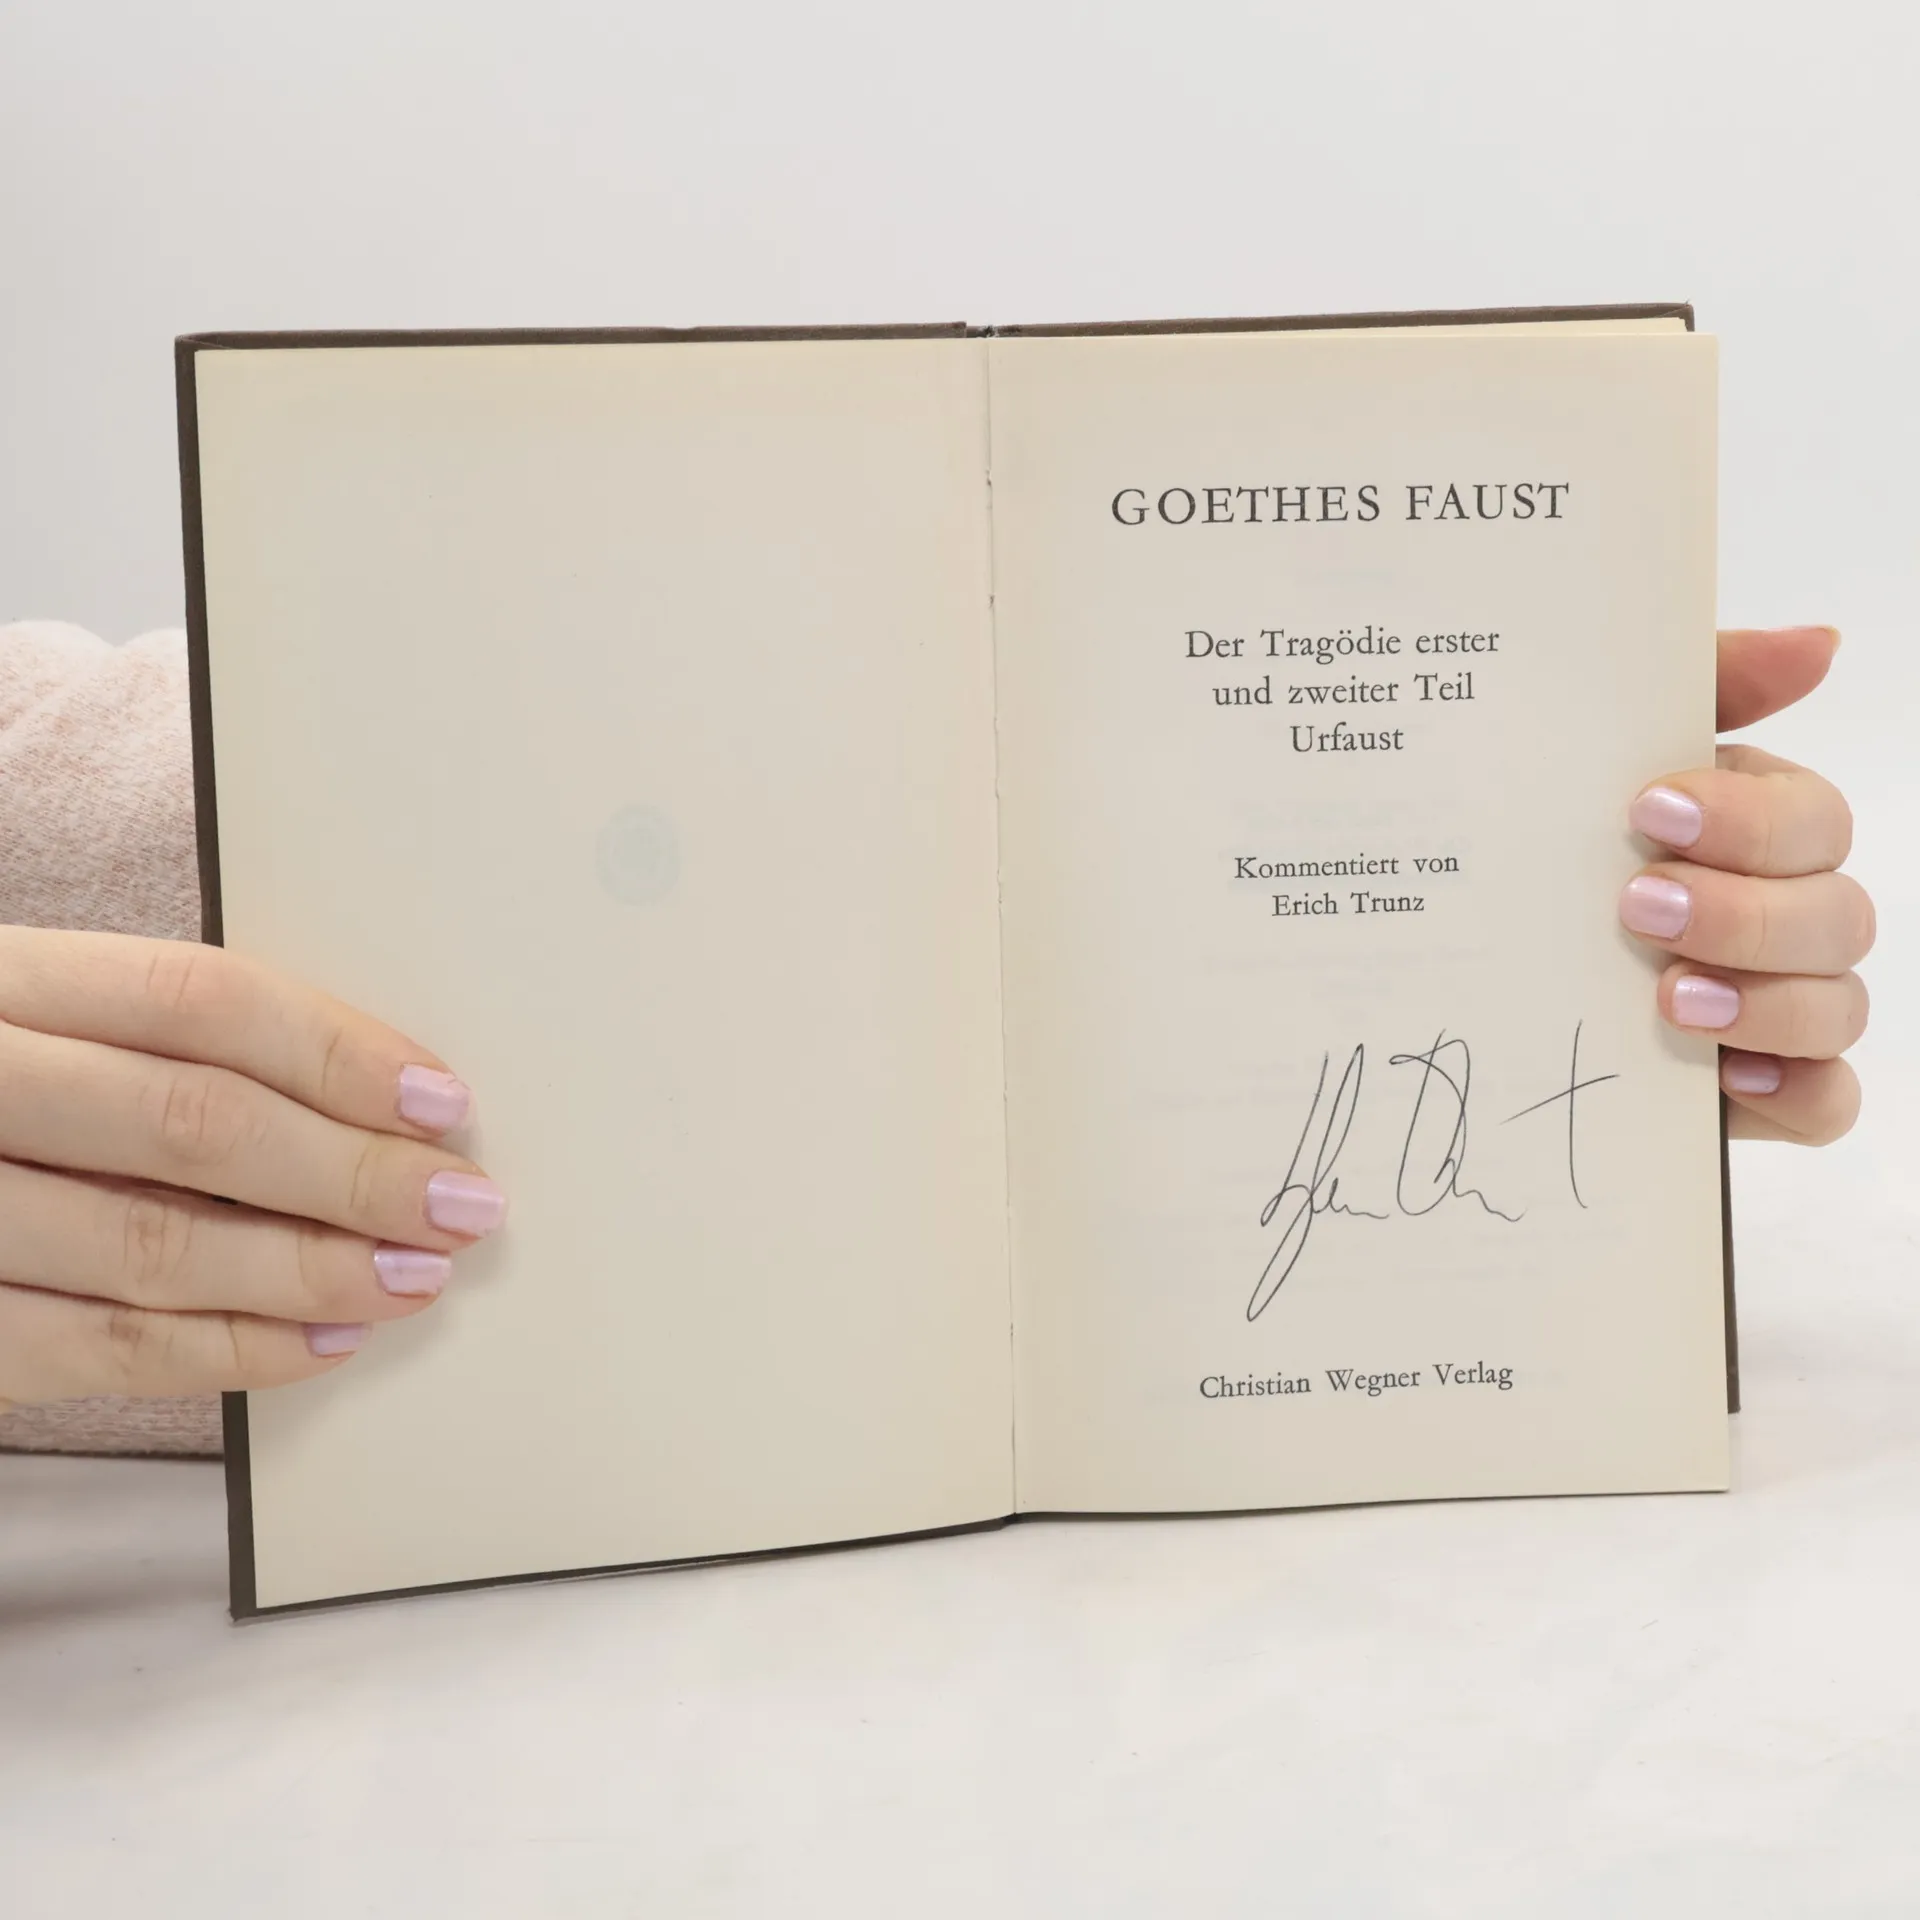 GOETHES FAUST
Der Tragödie erster
und zweiter Teil
Urfaust
Kommentiert von
Erich Trunz
Christian Wegner Verlag